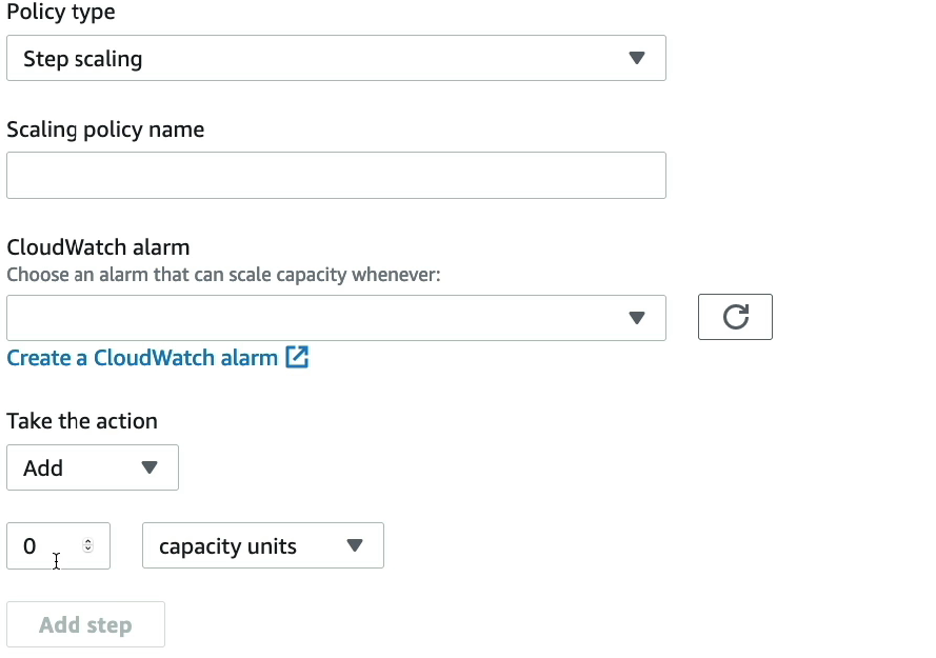 Policy type
Step scaling
Scaling policy name
CloudWatch alarm
Choose an alarm that can scale capacity whenever:
Create a CloudWatch alarm
Take the action
Add
0 capacity units
Add step